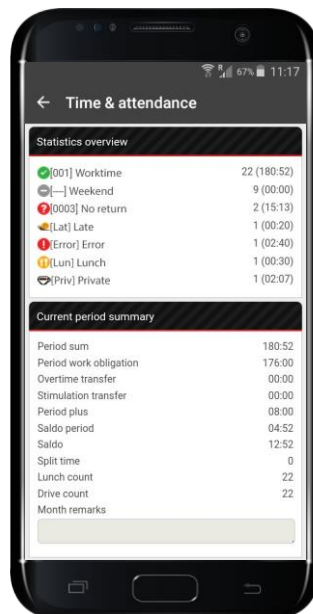 R 67% 11:17
Time & attendance
Statistics overview
[001] Worktime 22 (180:52)
[---] Weekend 9 (00:00)
[0003] No return 2 (15:13)
[Lat] Late 1 (00:20)
[Error] Error 1 (02:40)
[Lun] Lunch 1 (00:30)
[Priv] Private 1 (02:07)
Current period summary
Period sum 180:52
Period work obligation 176:00
Overtime transfer 00:00
Stimulation transfer 00:00
Period plus 08:00
Saldo period 04:52
Saldo 12:52
Split time 0
Lunch count 22
Drive count 22
Month remarks